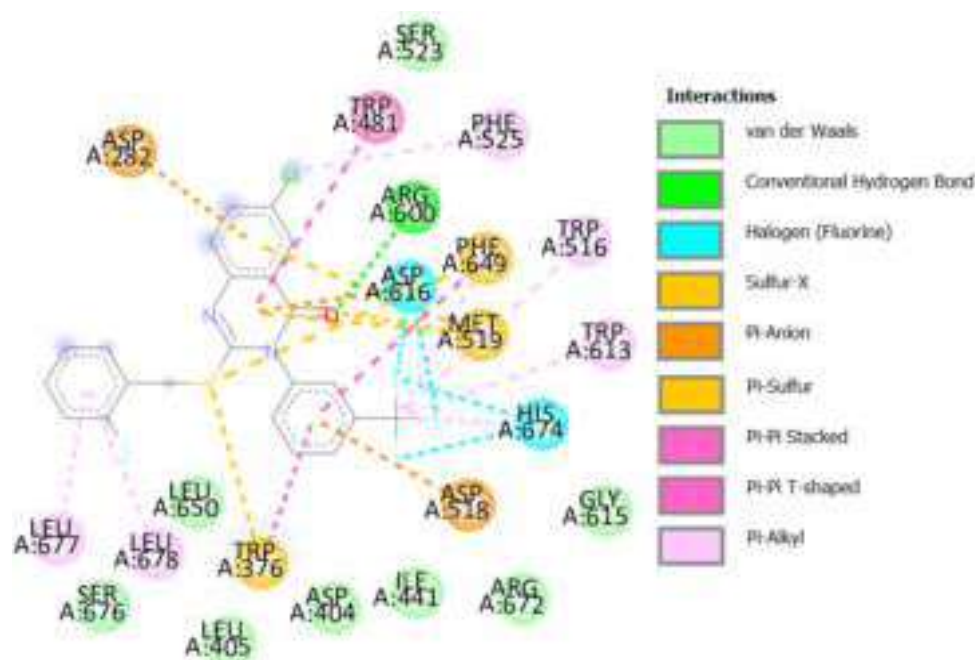 SER
A:523
TRP
A:481
PHE
A:525
ASP
A:282
ARG
A:600
TRP
A:516
PHE
A:649
ASP
A:616
MET
A:519
TRP
A:613
HIS
A:674
ASP
A:518
GLY
A:615
LEU
A:650
LEU
A:677
LEU
A:678
TRP
A:376
SER
A:676
ASP
A:404
ILE
A:441
ARG
A:672
LEU
A:405
Interactions
van der Waals
Conventional Hydrogen Bond
Halogen (Fluorine)
Sulfur-X
Pi-Anion
Pi-Sulfur
Pi-Pi Stacked
Pi-Pi T-shaped
Pi-Alkyl